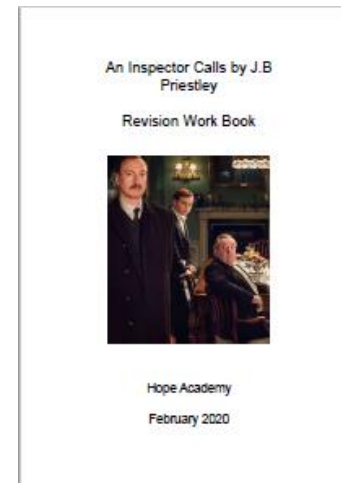 An Inspector Calls by J.B
Priestley
Revision Work Book
Hope Academy
February 2020